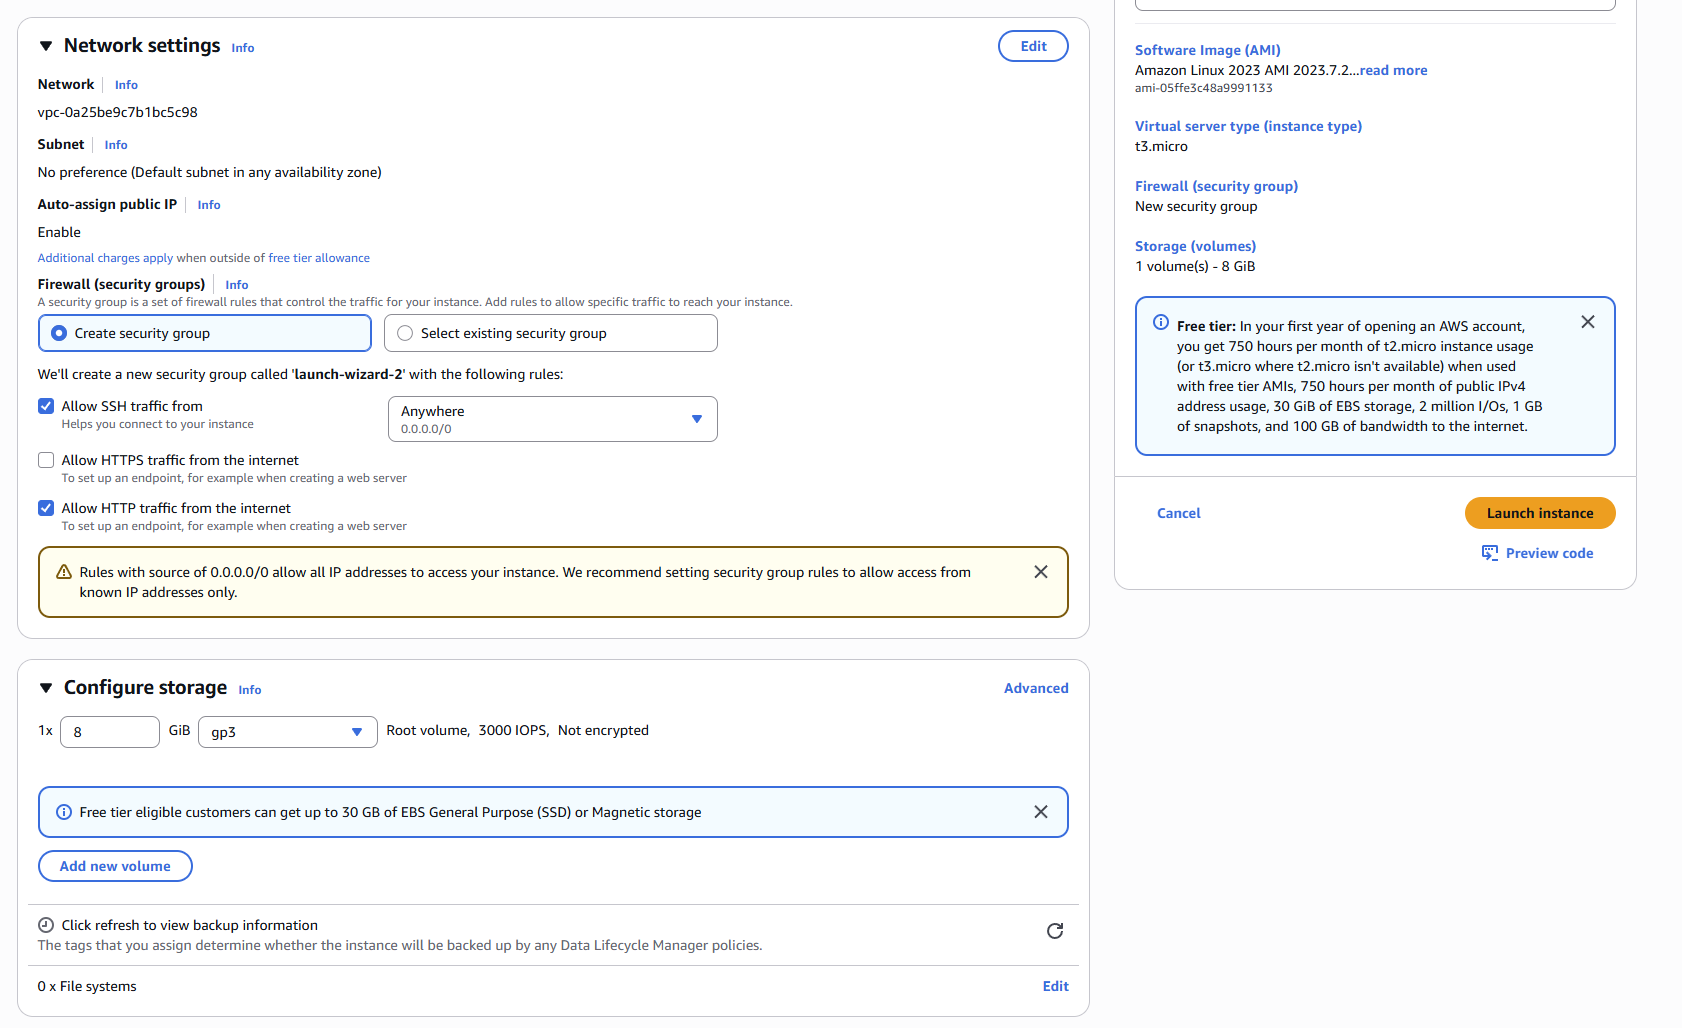 Network settings Info
Edit
Network Info
vpc-0a25be9c7b1bc5c98
Subnet Info
No preference (Default subnet in any availability zone)
Auto-assign public IP Info
Enable
Additional charges apply when outside of free tier allowance
Firewall (security groups) Info
A security group is a set of firewall rules that control the traffic for your instance. Add rules to allow specific traffic to reach your instance.
Create security group
Select existing security group
We'll create a new security group called 'launch-wizard-2' with the following rules:
Allow SSH traffic from
Helps you connect to your instance
Anywhere
0.0.0.0/0
Allow HTTPS traffic from the internet
To set up an endpoint, for example when creating a web server
Allow HTTP traffic from the internet
To set up an endpoint, for example when creating a web server
Rules with source of 0.0.0.0/0 allow all IP addresses to access your instance. We recommend setting security group rules to allow access from
known IP addresses only.
Configure storage Info
Advanced
1x 8 GiB gp3 Root volume, 3000 IOPS, Not encrypted
Free tier eligible customers can get up to 30 GB of EBS General Purpose (SSD) or Magnetic storage
Add new volume
Click refresh to view backup information
The tags that you assign determine whether the instance will be backed up by any Data Lifecycle Manager policies.
0 x File systems
Edit
Software Image (AMI)
Amazon Linux 2023 AMI 2023.7.2...read more
ami-05ffe3c48a9991133
Virtual server type (instance type)
t3.micro
Firewall (security group)
New security group
Storage (volumes)
1 volume(s) - 8 GiB
Free tier: In your first year of opening an AWS account,
you get 750 hours per month of t2.micro instance usage
(or t3.micro where t2.micro isn't available) when used
with free tier AMIs, 750 hours per month of public IPv4
address usage, 30 GiB of EBS storage, 2 million I/Os, 1 GB
of snapshots, and 100 GB of bandwidth to the internet.
Cancel
Launch instance
Preview code